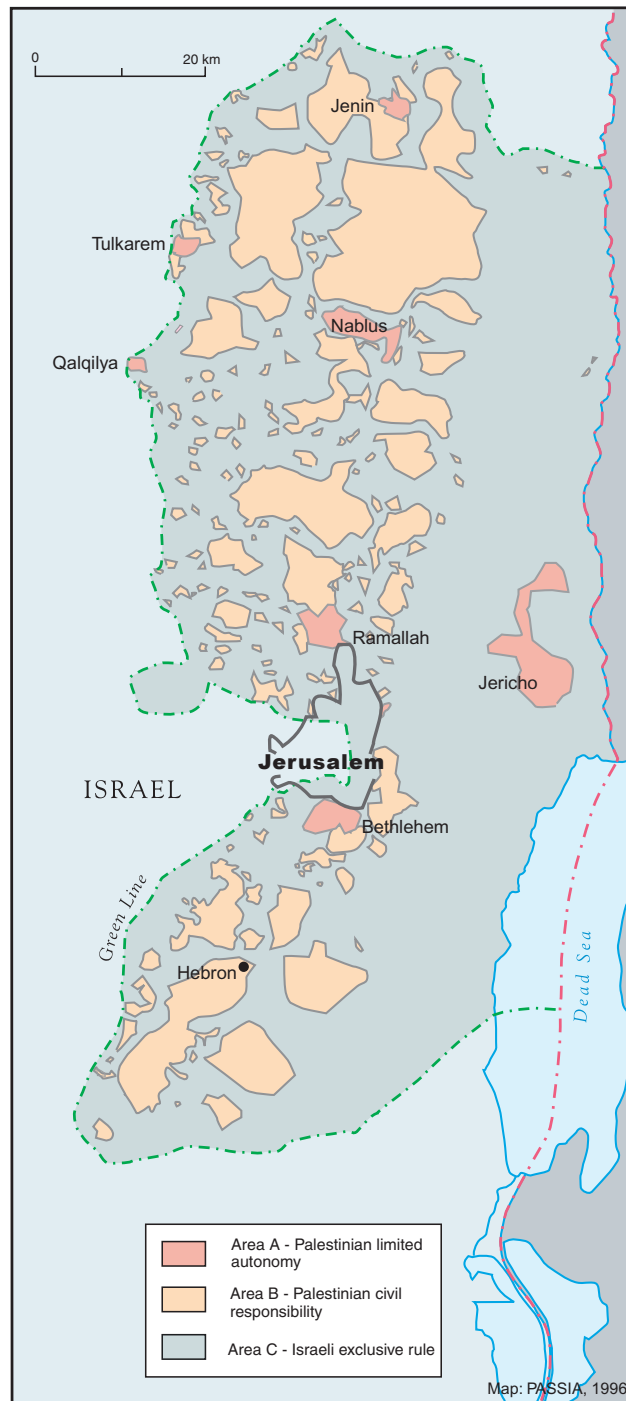 0 20 km
Jenin
Tulkarem
Nablus
Qalqilya
Ramallah
Jericho
Jerusalem
ISRAEL
Bethlehem
Green Line
Hebron
Dead Sea
Area A - Palestinian limited
autonomy
Area B - Palestinian civil
responsibility
Area C - Israeli exclusive rule
Map: PASSIA, 1996